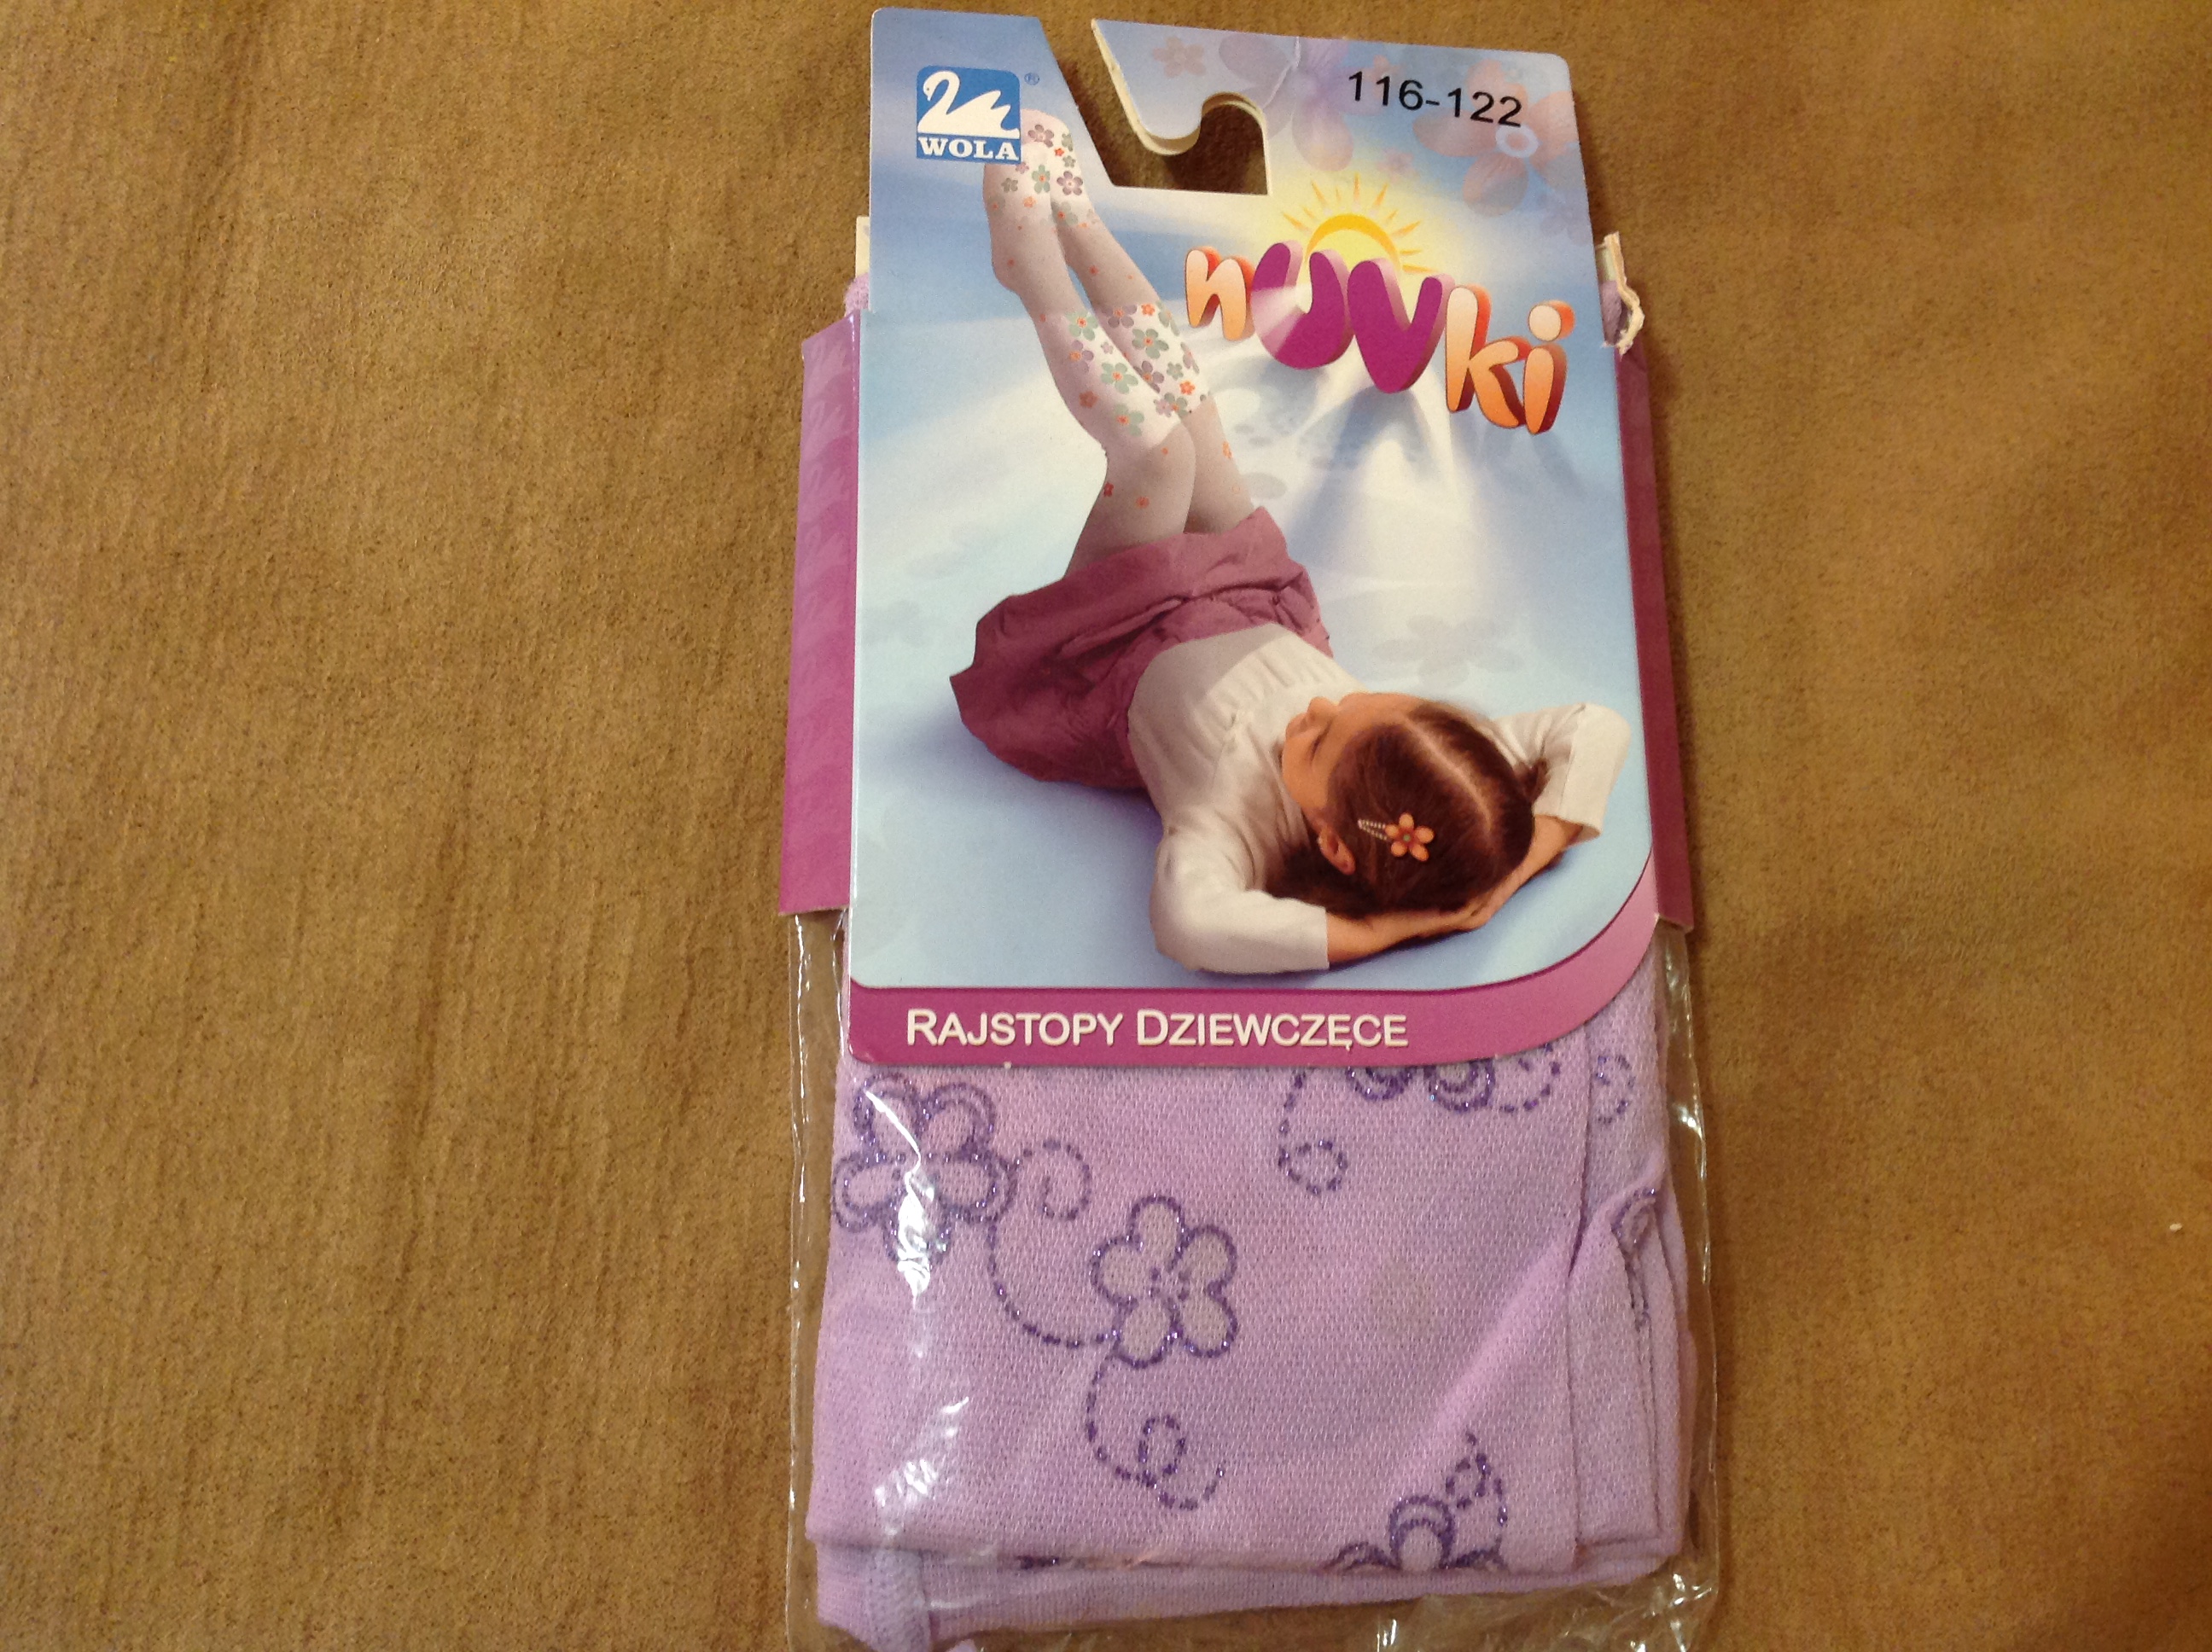 WOLA
116-122
nuvki
RAJSTOPY DZIEWCZĘCE